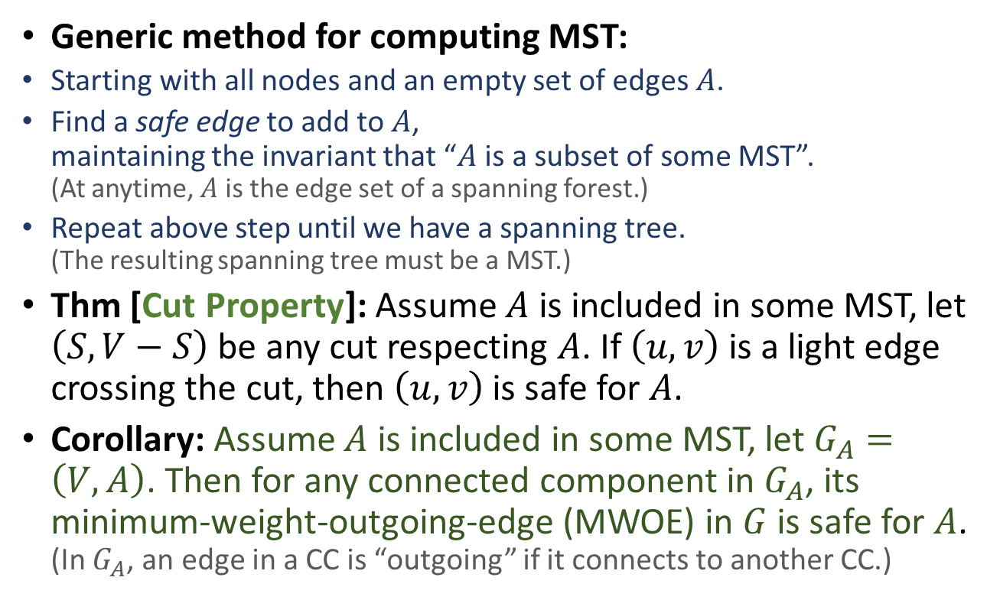 • Generic method for computing MST:
• Starting with all nodes and an empty set of edges A.
• Find a safe edge to add to A,
maintaining the invariant that “A is a subset of some MST”.
(At anytime, A is the edge set of a spanning forest.)
• Repeat above step until we have a spanning tree.
(The resulting spanning tree must be a MST.)
• Thm [Cut Property]: Assume A is included in some MST, let
(S, V − S) be any cut respecting A. If (u, v) is a light edge
crossing the cut, then (u, v) is safe for A.
• Corollary: Assume A is included in some MST, let G_A =
(V, A). Then for any connected component in G_A, its
minimum-weight-outgoing-edge (MWOE) in G is safe for A.
(In G_A, an edge in a CC is “outgoing” if it connects to another CC.)